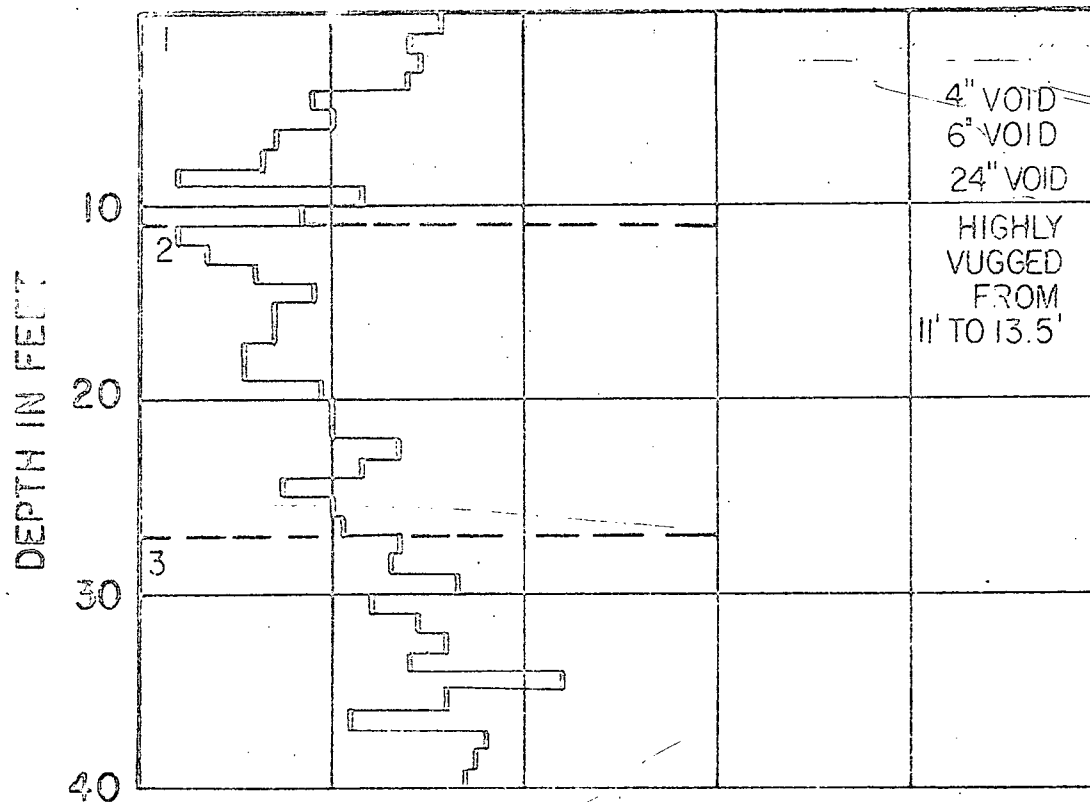 1
4" VOID
6" VOID
24" VOID
10
2
HIGHLY
VUGGED
FROM
11' TO 13.5'
DEPTH IN FEET
20
3
30
40